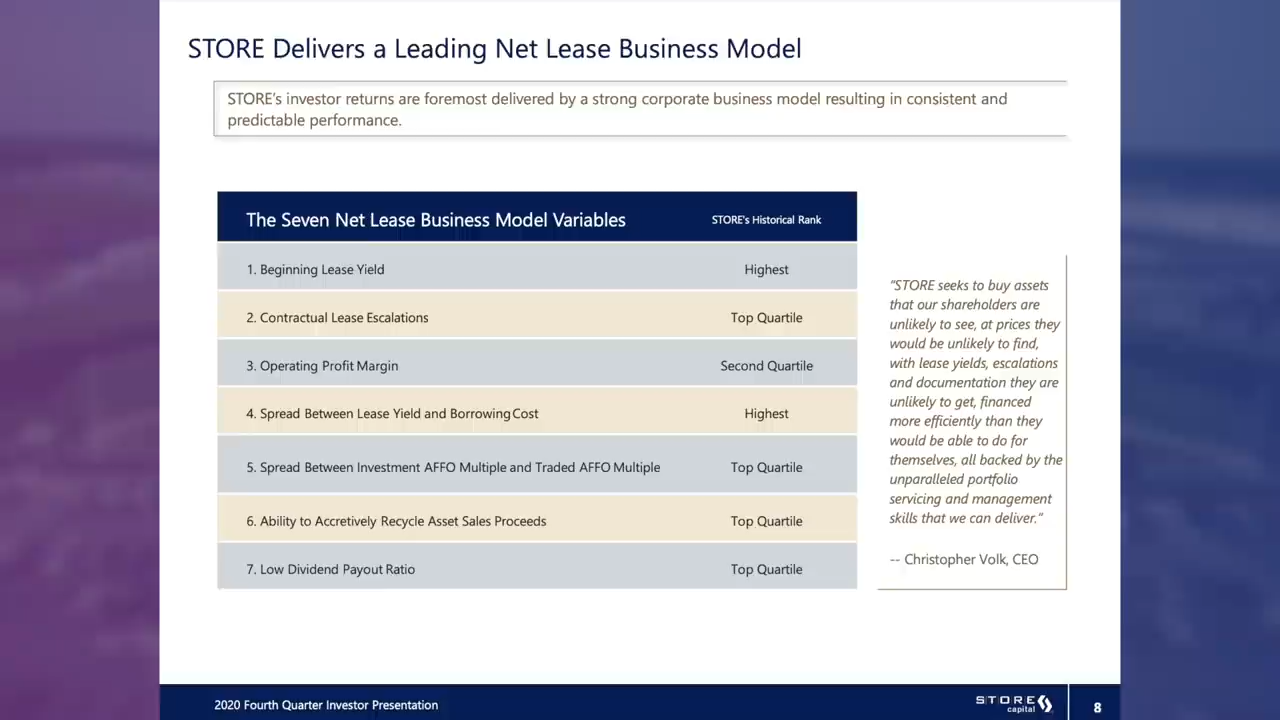 STORE Delivers a Leading Net Lease Business Model
STORE's investor returns are foremost delivered by a strong corporate business model resulting in consistent and
predictable performance.
The Seven Net Lease Business Model Variables STORE's Historical Rank
1. Beginning Lease Yield Highest
2. Contractual Lease Escalations Top Quartile
3. Operating Profit Margin Second Quartile
4. Spread Between Lease Yield and Borrowing Cost Highest
5. Spread Between Investment AFFO Multiple and Traded AFFO Multiple Top Quartile
6. Ability to Accretively Recycle Asset Sales Proceeds Top Quartile
7. Low Dividend Payout Ratio Top Quartile
"STORE seeks to buy assets
that our shareholders are
unlikely to see, at prices they
would be unlikely to find,
with lease yields, escalations
and documentation they are
unlikely to get, financed
more efficiently than they
would be able to do for
themselves, all backed by the
unparalleled portfolio
servicing and management
skills that we can deliver."
-- Christopher Volk, CEO
2020 Fourth Quarter Investor Presentation
STORE
capital
8